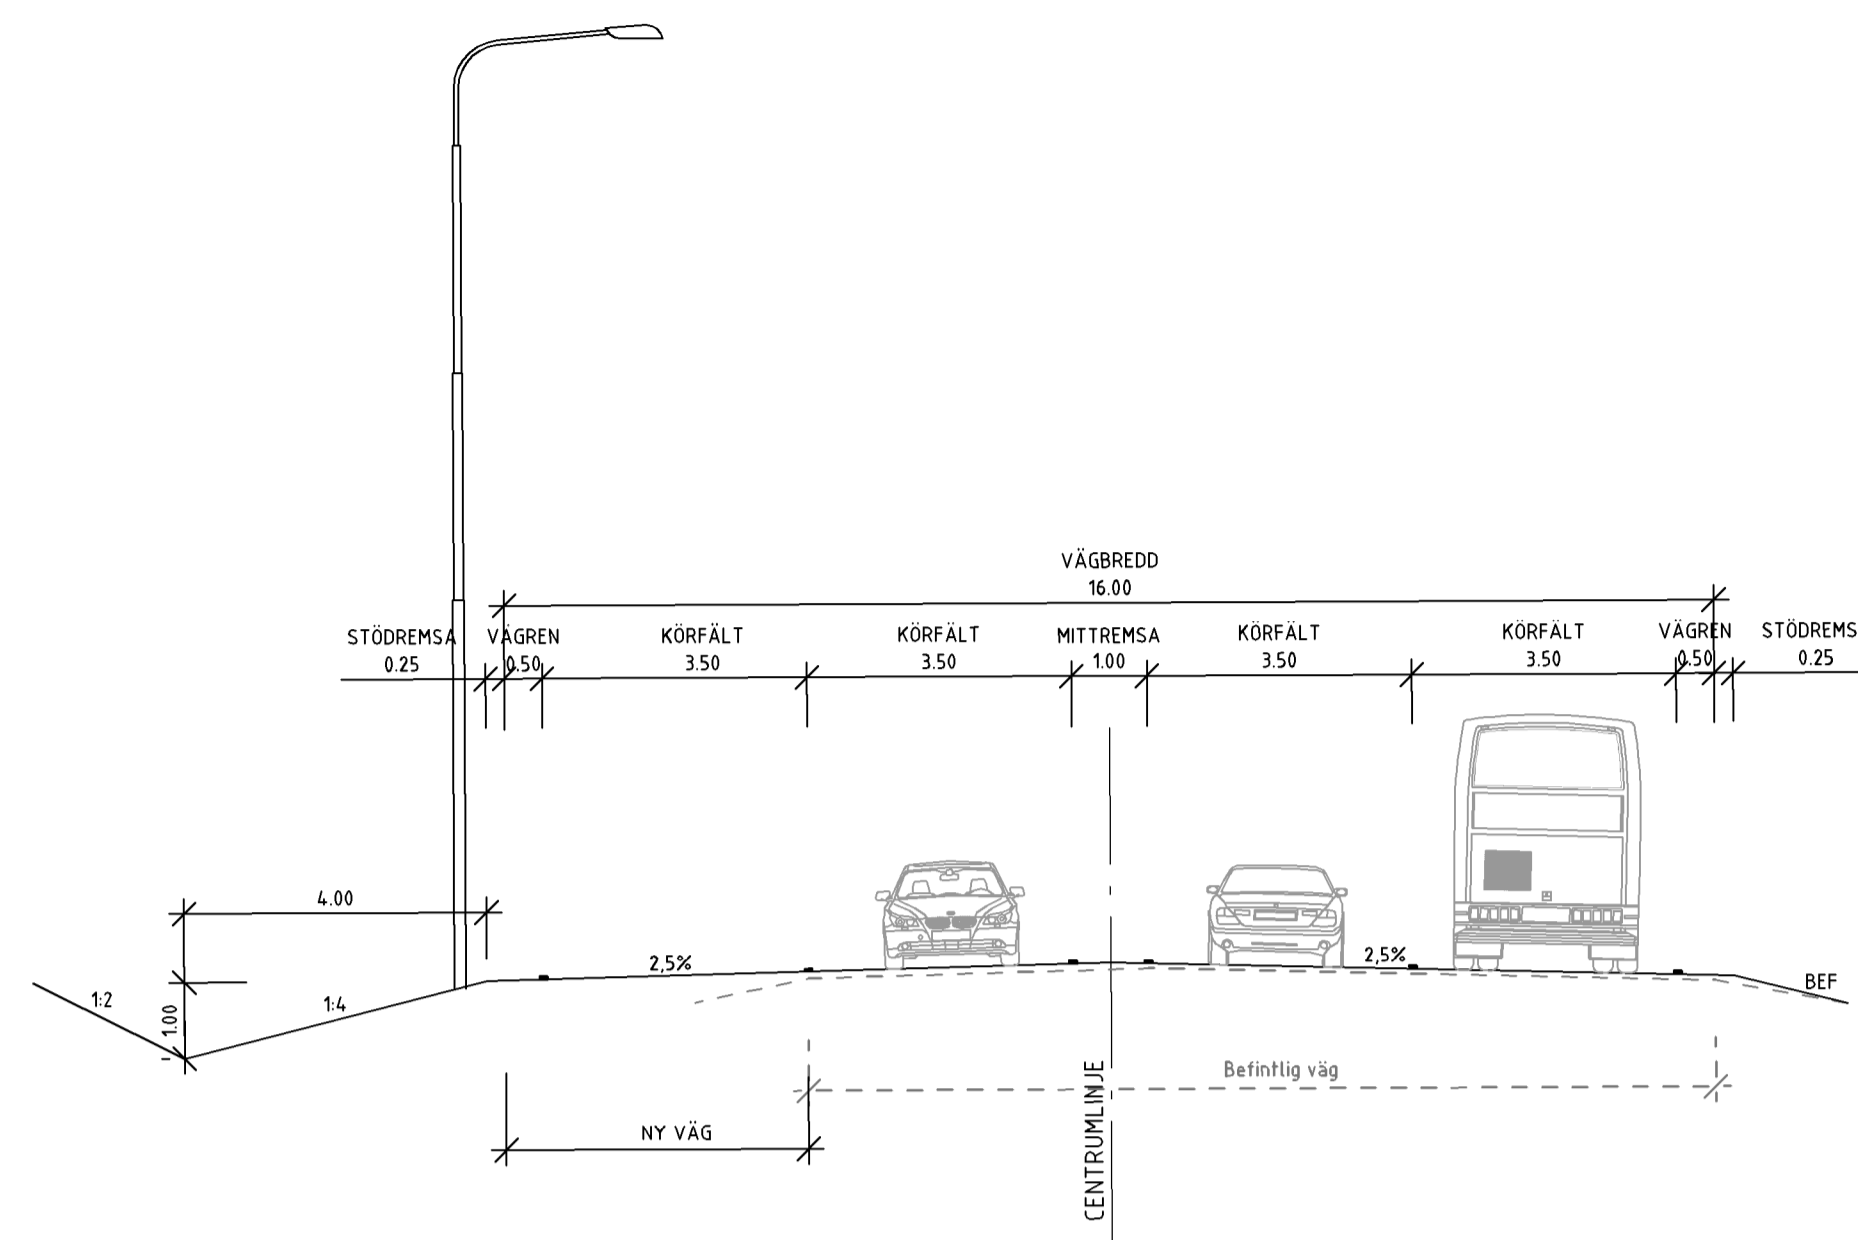 VÄGBREDD
16.00
STÖDREMSA VÄGREN KÖRFÄLT KÖRFÄLT MITTREMSA KÖRFÄLT KÖRFÄLT VÄGREN STÖDREMS
0.25 0.50 3.50 3.50 1.00 3.50 3.50 0.50 0.25
4.00
2,5% 2,5%
1:2 1:4 1.00 BEF
Befintlig väg
NY VÄG
CENTRUMLINJE